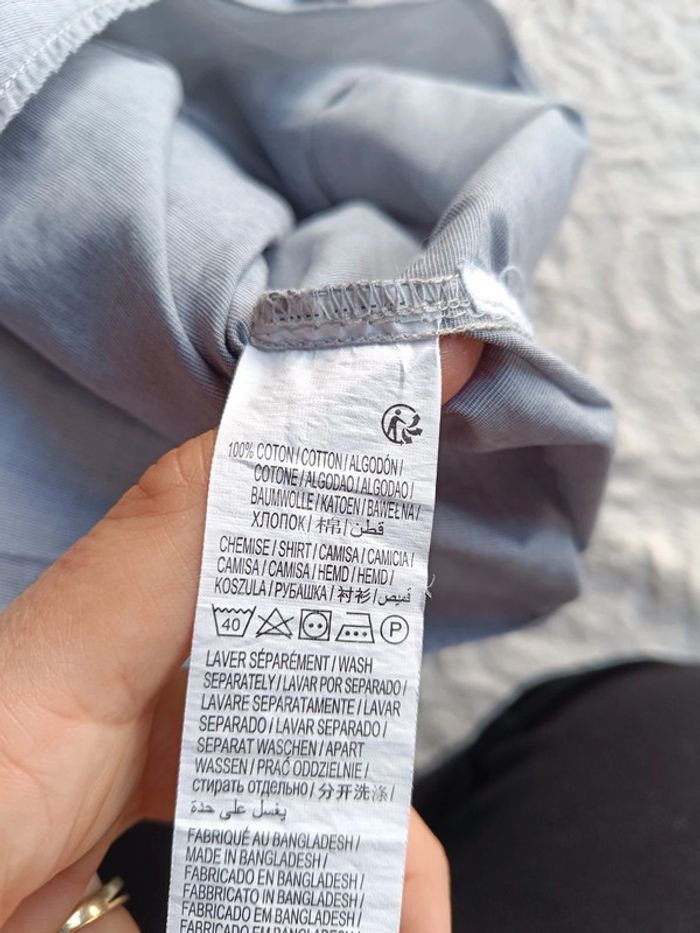 100% COTON / COTTON / ALGODÓN /
COTONE / ALGODAO / ALGODAO /
BAUMWOLLE / KATOEN / BAWEŁNA /
ХЛОПОК / 棉 / قطن
CHEMISE / SHIRT / CAMISA / CAMICIA /
CAMISA / CAMISA / HEMD / HEMD /
KOSZULA / РУБАШКА / 衬衫 / قميص
40 P
LAVER SÉPARÉMENT / WASH
SEPARATELY / LAVAR POR SEPARADO /
LAVARE SEPARATAMENTE / LAVAR
SEPARADO / LAVAR SEPARADO /
SEPARAT WASCHEN / APART
WASSEN / PRAĆ ODDZIELNIE /
стирать отдельно / 分开洗涤 /
يغسل على حدة
FABRIQUÉ AU BANGLADESH /
MADE IN BANGLADESH /
FABRICADO EN BANGLADESH /
FABBRICATO IN BANGLADESH /
FABRICADO EM BANGLADESH /
FABRICADO EM BANGLADESH